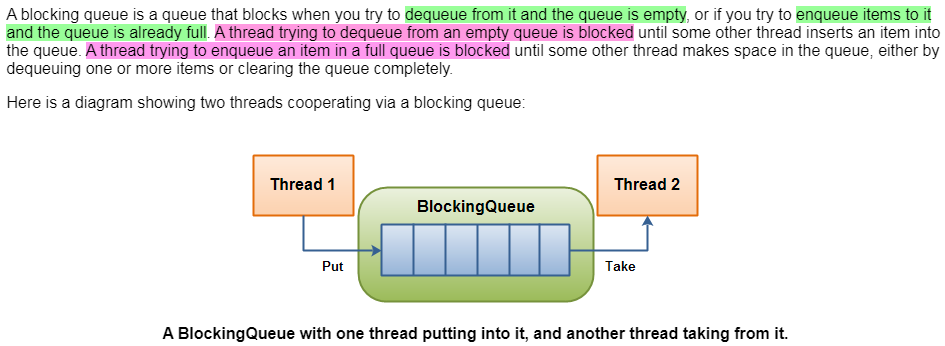 A blocking queue is a queue that blocks when you try to dequeue from it and the queue is empty, or if you try to enqueue items to it
and the queue is already full. A thread trying to dequeue from an empty queue is blocked until some other thread inserts an item into
the queue. A thread trying to enqueue an item in a full queue is blocked until some other thread makes space in the queue, either by
dequeuing one or more items or clearing the queue completely.
Here is a diagram showing two threads cooperating via a blocking queue:
Thread 1
Thread 2
BlockingQueue
Put
Take
A BlockingQueue with one thread putting into it, and another thread taking from it.